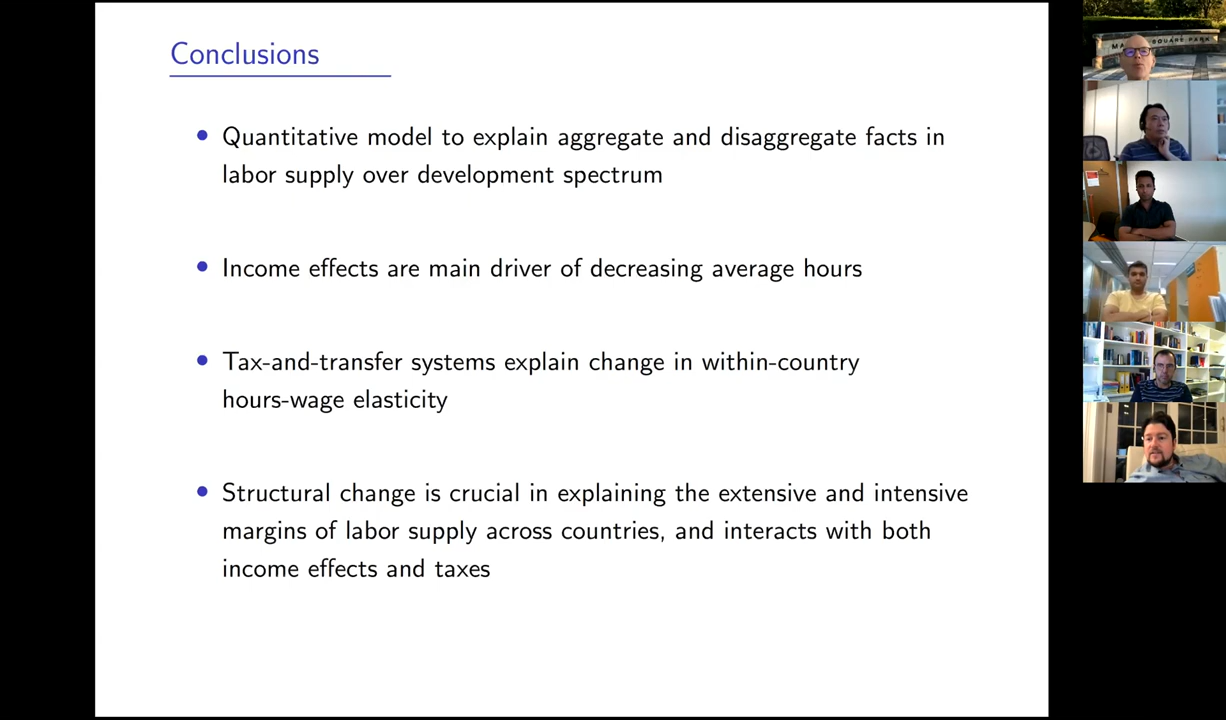 Conclusions
Quantitative model to explain aggregate and disaggregate facts in
labor supply over development spectrum
Income effects are main driver of decreasing average hours
Tax-and-transfer systems explain change in within-country
hours-wage elasticity
Structural change is crucial in explaining the extensive and intensive
margins of labor supply across countries, and interacts with both
income effects and taxes
SQUARE PARK